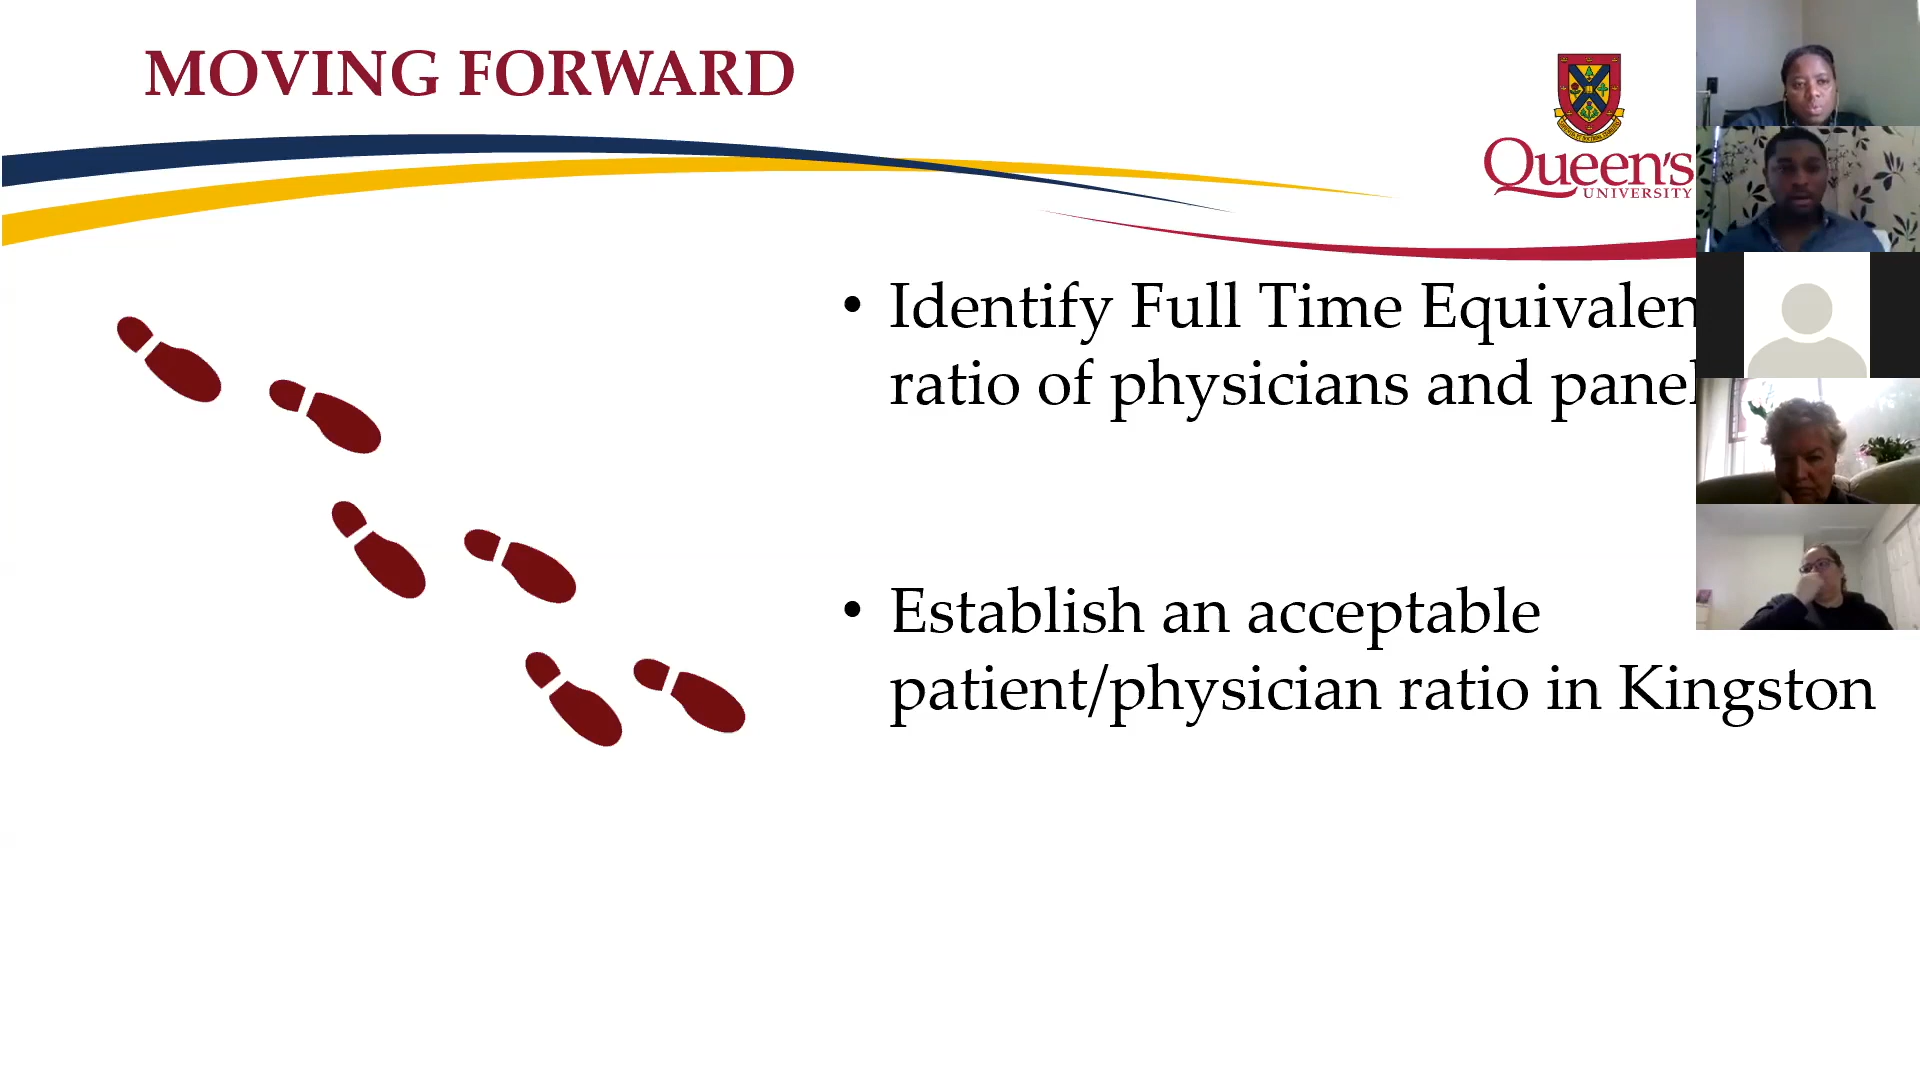 MOVING FORWARD
Queen's
UNIVERSITY
• Identify Full Time Equivalen
ratio of physicians and panel
• Establish an acceptable
patient/physician ratio in Kingston